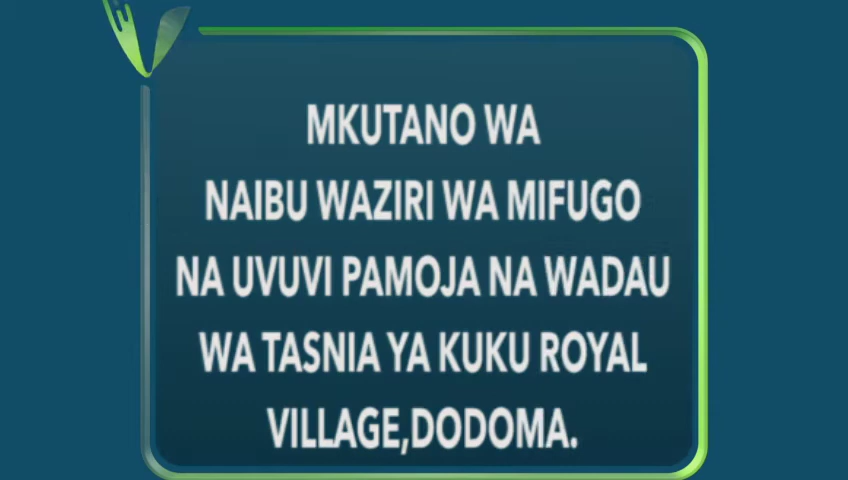 MKUTANO WA
NAIBU WAZIRI WA MIFUGO
NA UVUVI PAMOJA NA WADAU
WA TASNIA YA KUKU ROYAL
VILLAGE,DODOMA.